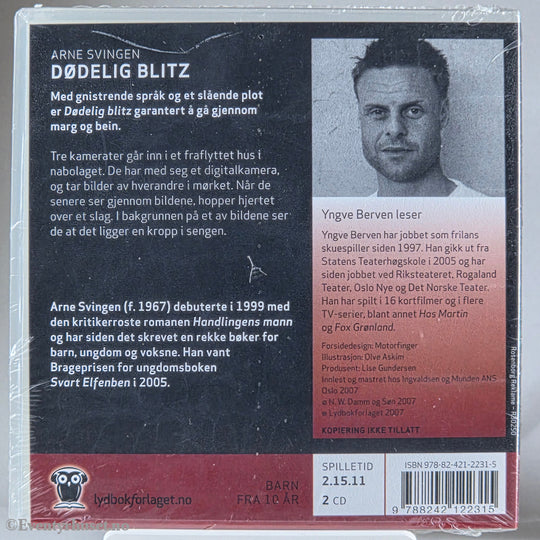 ARNE SVINGEN
DØDELIG BLITZ
Med gnistrende språk og et slående plot
er Dødelig blitz garantert å gå gjennom
marg og bein.
Tre kamerater går inn i et fraflyttet hus i
nabolaget. De har med seg et digitalkamera,
og tar bilder av hverandre i mørket. Når de
senere ser gjennom bildene, hopper hjertet
over et slag. I bakgrunnen på et av bildene ser
de at det ligger en kropp i sengen.
Arne Svingen (f. 1967) debuterte i 1999 med
den kritikerroste romanen Handlingens mann
og har siden det skrevet en rekke bøker for
barn, ungdom og voksne. Han vant
Brageprisen for ungdomsboken
Svart Elfenben i 2005.
Yngve Berven leser
Yngve Berven har jobbet som frilans
skuespiller siden 1997. Han gikk ut fra
Statens Teaterhøgskole i 2005 og har
siden jobbet ved Riksteateret, Rogaland
Teater, Oslo Nye og Det Norske Teater.
Han har spilt i 16 kortfilmer og i flere
TV-serier, blant annet Hos Martin
og Fox Grønland.
Forsidedesign: Motorfinger
Illustrasjon: Olve Askim
Produsent: Lise Gundersen
Innlest og mastret hos Ingvaldsen og Munden ANS
Oslo 2007
© N.W. Damm og Søn 2007
℗ Lydbokforlaget 2007
KOPIERING IKKE TILLATT
Rotenborg Reklame
lydbokforlaget.no
BARN
FRA 10 ÅR
SPILLETID
2.15.11
2 CD
ISBN 978-82-421-2231-5
9 788242 122315